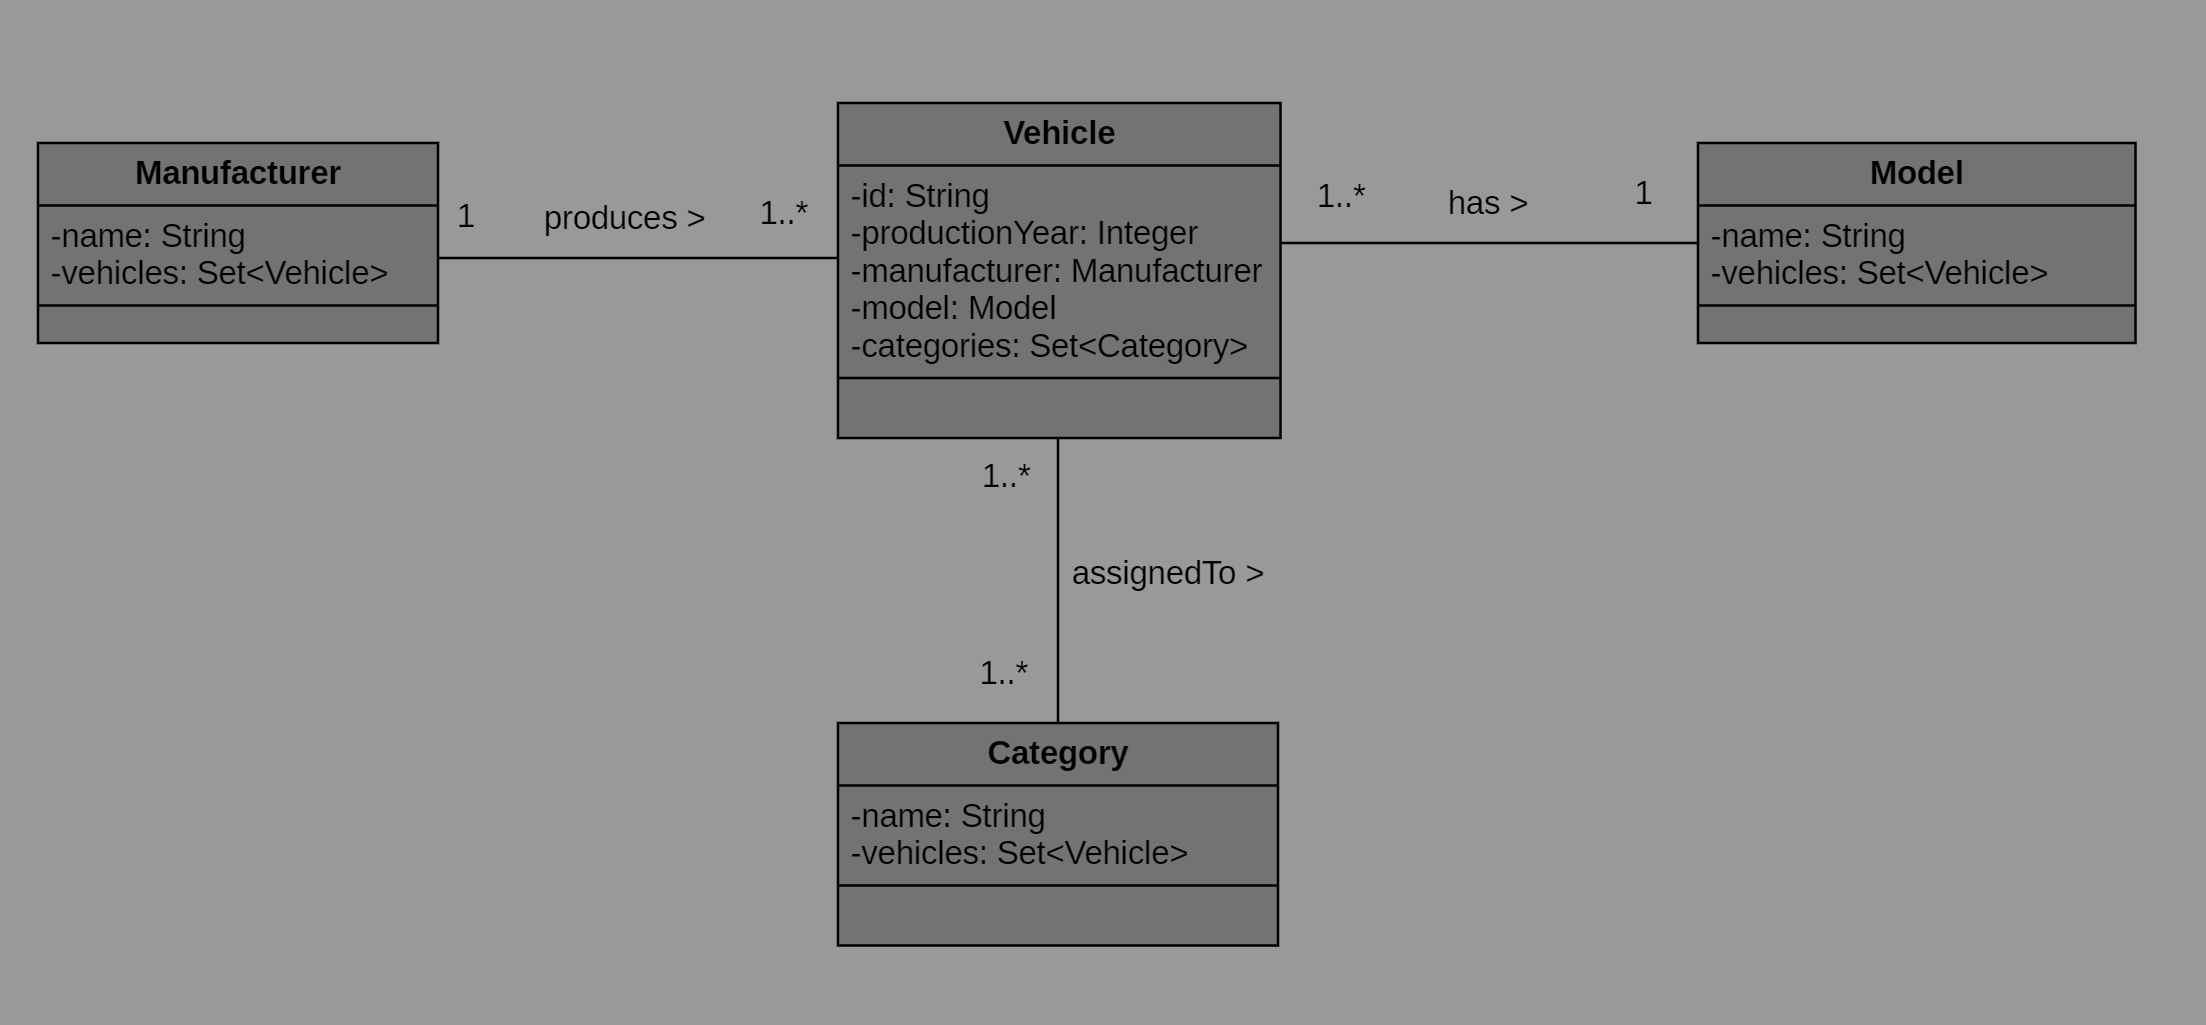 Manufacturer
-name: String
-vehicles: Set<Vehicle>
1
produces >
1..*
Vehicle
-id: String
-productionYear: Integer
-manufacturer: Manufacturer
-model: Model
-categories: Set<Category>
1..*
has >
1
Model
-name: String
-vehicles: Set<Vehicle>
1..*
assignedTo >
1..*
Category
-name: String
-vehicles: Set<Vehicle>